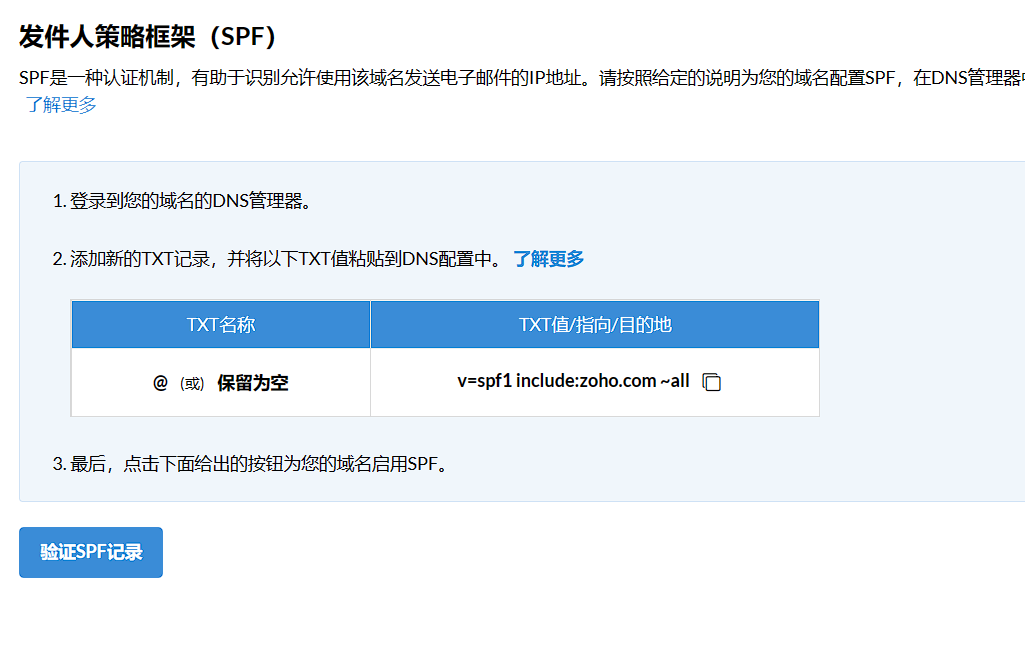 发件人策略框架（SPF）
SPF是一种认证机制，有助于识别允许使用该域名发送电子邮件的IP地址。请按照给定的说明为您的域名配置SPF，在DNS管理器
了解更多
1. 登录到您的域名的DNS管理器。
2. 添加新的TXT记录，并将以下TXT值粘贴到DNS配置中。 了解更多
TXT名称 TXT值/指向/目的地
@ （或） 保留为空 v=spf1 include:zoho.com ~all
3. 最后，点击下面给出的按钮为您的域名启用SPF。
验证SPF记录